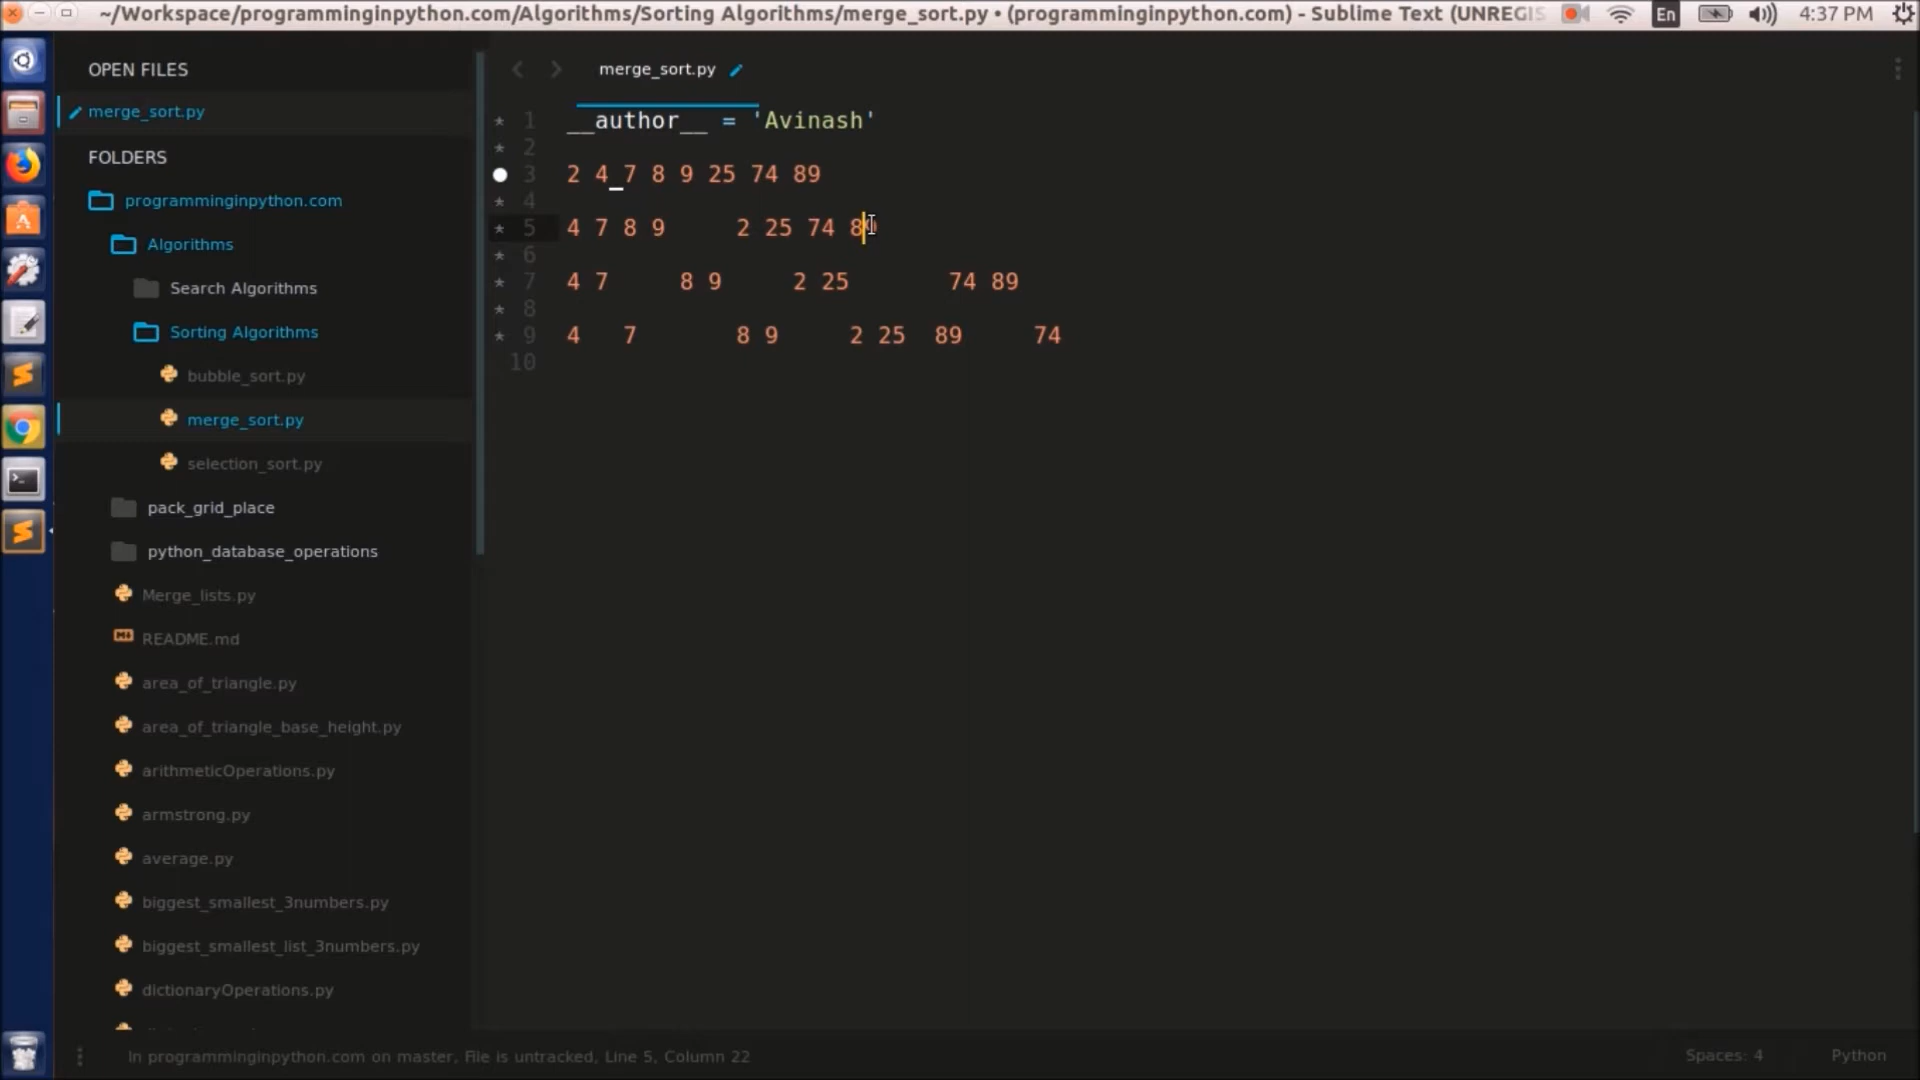 ~/Workspace/programminginpython.com/Algorithms/Sorting Algorithms/merge_sort.py • (programminginpython.com) - Sublime Text (UNREGIS
En
4:37 PM
OPEN FILES
merge_sort.py
FOLDERS
programminginpython.com
Algorithms
Search Algorithms
Sorting Algorithms
bubble_sort.py
merge_sort.py
selection_sort.py
pack_grid_place
python_database_operations
Merge_lists.py
README.md
area_of_triangle.py
area_of_triangle_base_height.py
arithmeticOperations.py
armstrong.py
average.py
biggest_smallest_3numbers.py
biggest_smallest_list_3numbers.py
dictionaryOperations.py
merge_sort.py
* 1 __author__ = 'Avinash'
* 2
3 2 4 7 8 9 25 74 89
* 4
* 5 4 7 8 9 2 25 74 89
* 6
* 7 4 7 8 9 2 25 74 89
* 8
* 9 4 7 8 9 2 25 89 74
10
In programminginpython.com on master, File is untracked, Line 5, Column 22
Spaces: 4
Python